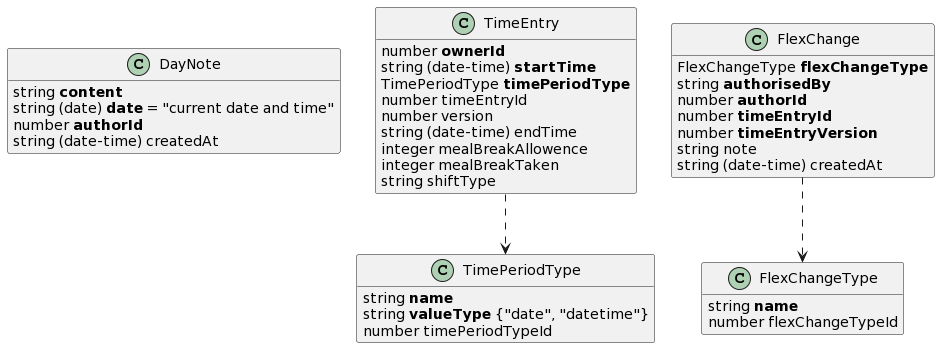 C DayNote
string content
string (date) date = "current date and time"
number authorId
string (date-time) createdAt
C TimeEntry
number ownerId
string (date-time) startTime
TimePeriodType timePeriodType
number timeEntryId
number version
string (date-time) endTime
integer mealBreakAllowence
integer mealBreakTaken
string shiftType
C FlexChange
FlexChangeType flexChangeType
string authorisedBy
number authorId
number timeEntryId
number timeEntryVersion
string note
string (date-time) createdAt
C TimePeriodType
string name
string valueType {"date", "datetime"}
number timePeriodTypeId
C FlexChangeType
string name
number flexChangeTypeId